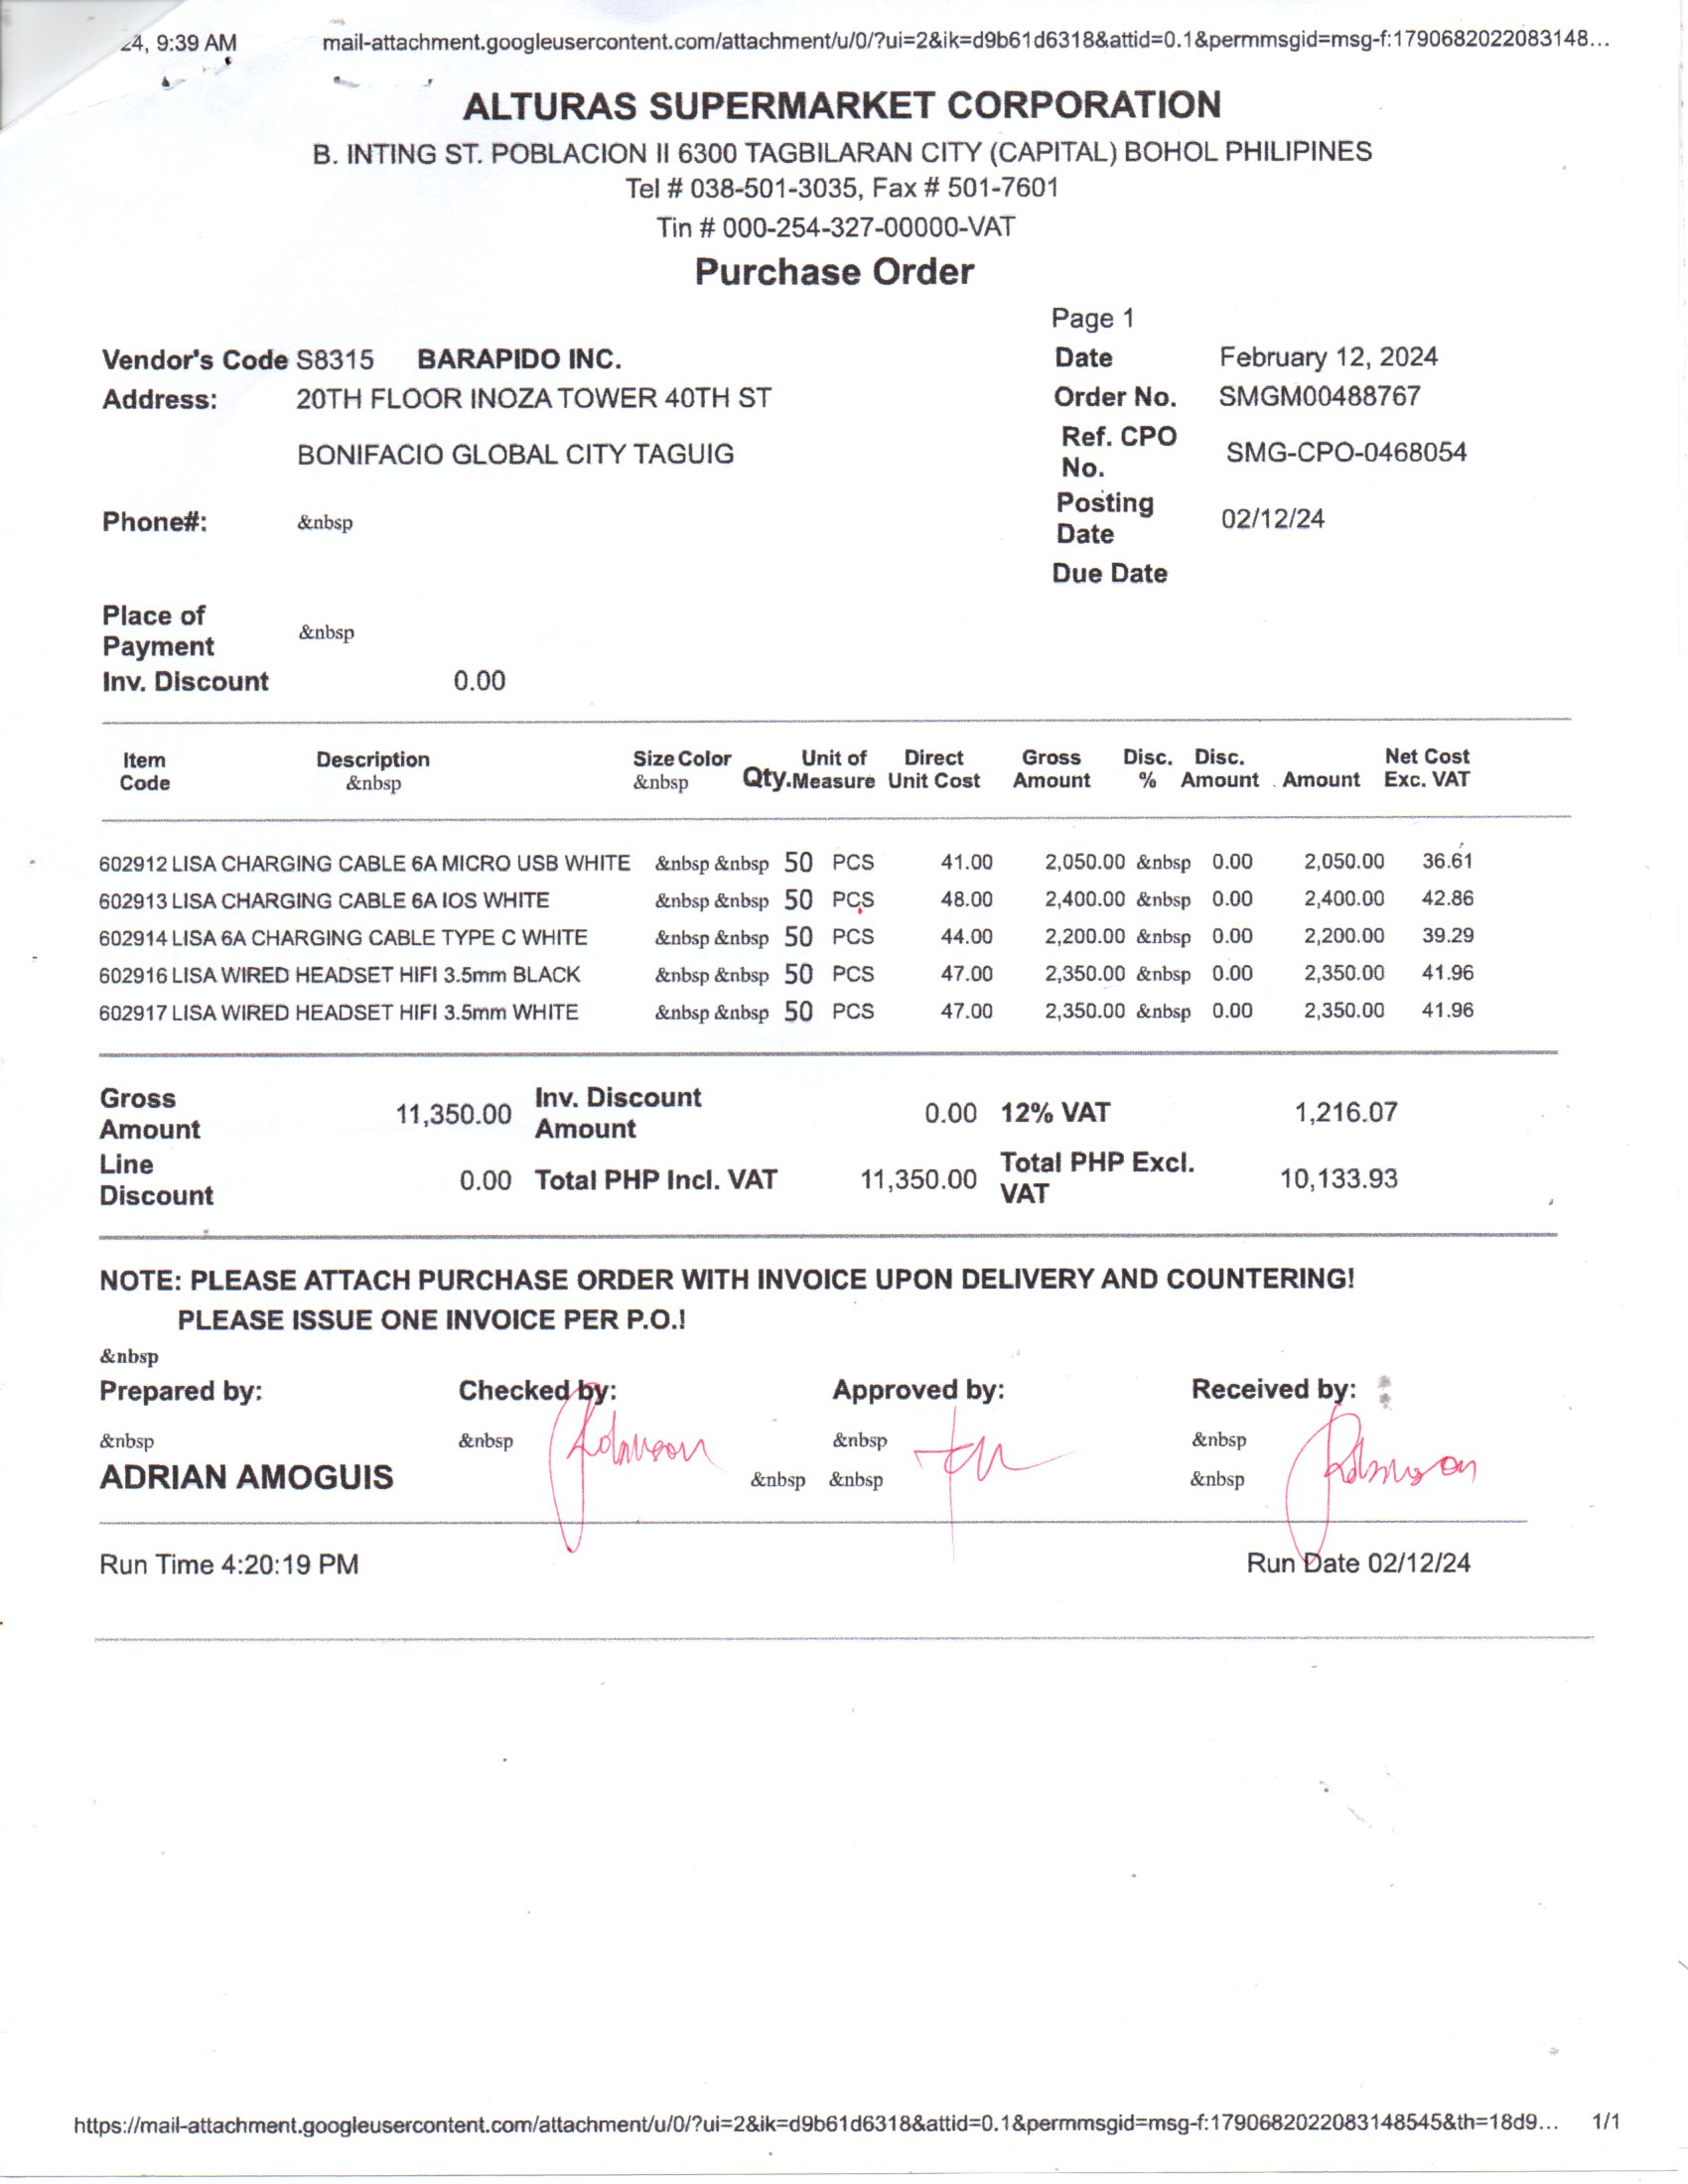 24, 9:39 AM mail-attachment.googleusercontent.com/attachment/u/0/?ui=2&ik=d9b61d6318&attid=0.1&permmsgid=msg-f:1790682022083148...
ALTURAS SUPERMARKET CORPORATION
B. INTING ST. POBLACION II 6300 TAGBILARAN CITY (CAPITAL) BOHOL PHILIPINES
Tel # 038-501-3035, Fax # 501-7601
Tin # 000-254-327-00000-VAT
Purchase Order
Page 1
Vendor's Code S8315 BARAPIDO INC. Date February 12, 2024
Address: 20TH FLOOR INOZA TOWER 40TH ST Order No. SMGM00488767
BONIFACIO GLOBAL CITY TAGUIG Ref. CPO No. SMG-CPO-0468054
Phone#: &nbsp Posting Date 02/12/24
Due Date
Place of Payment &nbsp
Inv. Discount 0.00
Item Code Description &nbsp Size Color &nbsp Qty. Unit of Measure Direct Unit Cost Gross Amount Disc. % Disc. Amount Amount Net Cost Exc. VAT
602912 LISA CHARGING CABLE 6A MICRO USB WHITE &nbsp &nbsp 50 PCS 41.00 2,050.00 &nbsp 0.00 2,050.00 36.61
602913 LISA CHARGING CABLE 6A IOS WHITE &nbsp &nbsp 50 PCS 48.00 2,400.00 &nbsp 0.00 2,400.00 42.86
602914 LISA 6A CHARGING CABLE TYPE C WHITE &nbsp &nbsp 50 PCS 44.00 2,200.00 &nbsp 0.00 2,200.00 39.29
602916 LISA WIRED HEADSET HIFI 3.5mm BLACK &nbsp &nbsp 50 PCS 47.00 2,350.00 &nbsp 0.00 2,350.00 41.96
602917 LISA WIRED HEADSET HIFI 3.5mm WHITE &nbsp &nbsp 50 PCS 47.00 2,350.00 &nbsp 0.00 2,350.00 41.96
Gross Amount 11,350.00 Inv. Discount Amount 0.00 12% VAT 1,216.07
Line Discount 0.00 Total PHP Incl. VAT 11,350.00 Total PHP Excl. VAT 10,133.93
NOTE: PLEASE ATTACH PURCHASE ORDER WITH INVOICE UPON DELIVERY AND COUNTERING!
PLEASE ISSUE ONE INVOICE PER P.O.!
&nbsp
Prepared by: Checked by: Approved by: Received by:
&nbsp &nbsp &nbsp &nbsp
ADRIAN AMOGUIS &nbsp &nbsp &nbsp
Run Time 4:20:19 PM Run Date 02/12/24
https://mail-attachment.googleusercontent.com/attachment/u/0/?ui=2&ik=d9b61d6318&attid=0.1&permmsgid=msg-f:1790682022083148545&th=18d9... 1/1